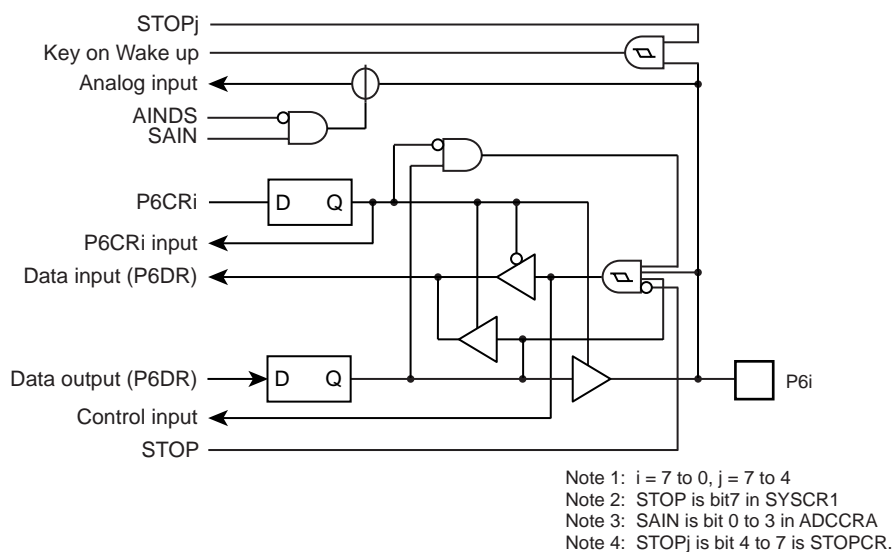 STOPj
Key on Wake up
Analog input
AINDS
SAIN
P6CRi
D Q
P6CRi input
Data input (P6DR)
Data output (P6DR)
D Q
P6i
Control input
STOP
Note 1: i = 7 to 0, j = 7 to 4
Note 2: STOP is bit7 in SYSCR1
Note 3: SAIN is bit 0 to 3 in ADCCRA
Note 4: STOPj is bit 4 to 7 is STOPCR.